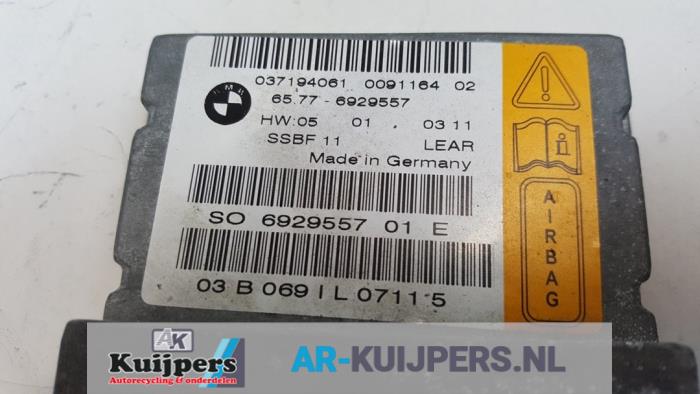 037194061 0091164 02
BMW
65.77 - 6929557
HW:05 01 03 11
SSBF 11 LEAR
Made in Germany
SO 6929557 01 E
03 B 069 I L 0711 5
AIRBAG
AK
Kuijpers
Autorecycling & onderdelen
AR-KUIJPERS.NL